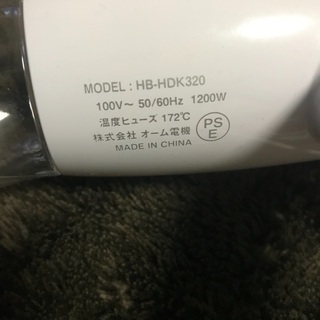 MODEL : HB-HDK320
100V～ 50/60Hz 1200W
温度ヒューズ 172℃
株式会社 オーム電機
MADE IN CHINA
PS
E